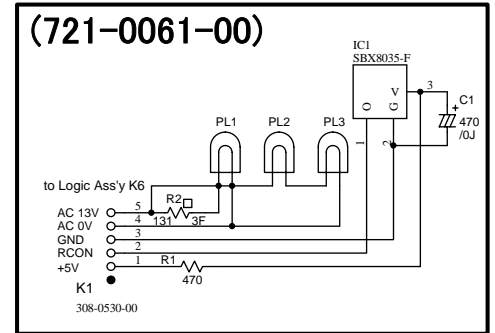 (721-0061-00)
IC1
SBX8035-F
V
3
O
G
C1
+
470
/0J
1
2
PL1
PL2
PL3
to Logic Ass'y K6
R2
AC 13V
5
131
3F
AC 0V
4
GND
3
RCON
2
+5V
1
R1
470
K1
308-0530-00